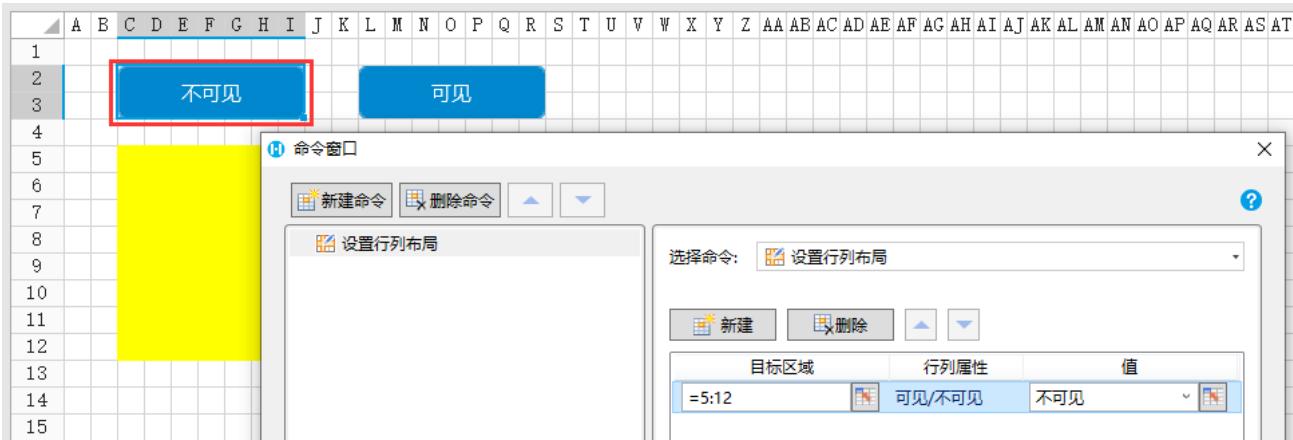 A B C D E F G H I J K L M N O P Q R S T U V W X Y Z AA AB AC AD AE AF AG AH AI AJ AK AL AM AN AO AP AQ AR AS AT
1
2
不可见 可见
3
4
命令窗口
5
6
新建命令 删除命令
7
8
设置行列布局
选择命令: 设置行列布局
9
10
11
新建 删除
12
目标区域 行列属性 值
13
=5:12 可见/不可见 不可见
14
15